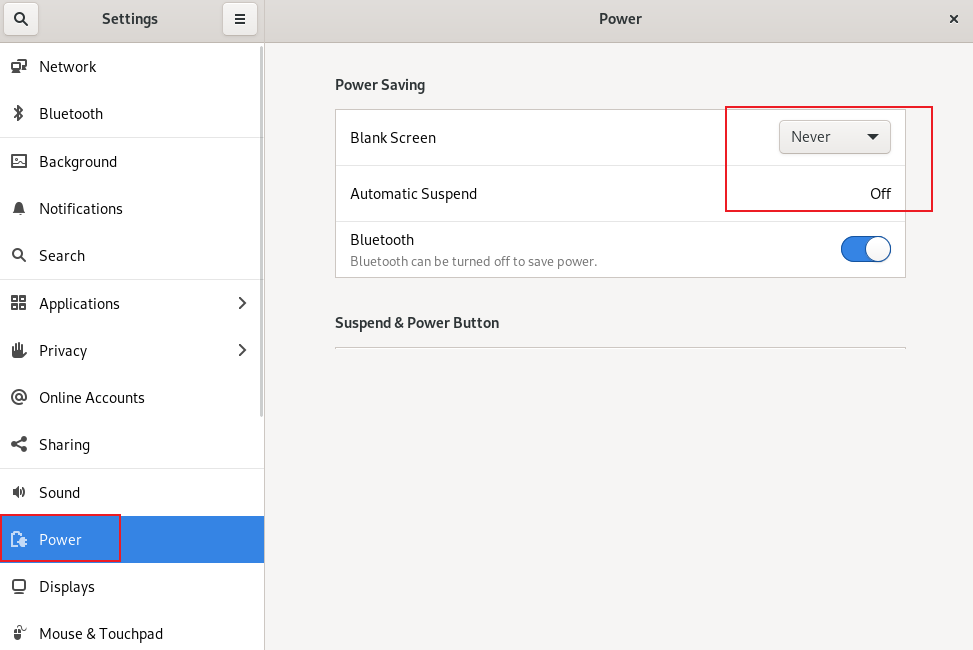 Settings
Power
Network
Bluetooth
Background
Notifications
Search
Applications
Privacy
Online Accounts
Sharing
Sound
Power
Displays
Mouse & Touchpad
Power Saving
Blank Screen
Never
Automatic Suspend
Off
Bluetooth
Bluetooth can be turned off to save power.
Suspend & Power Button